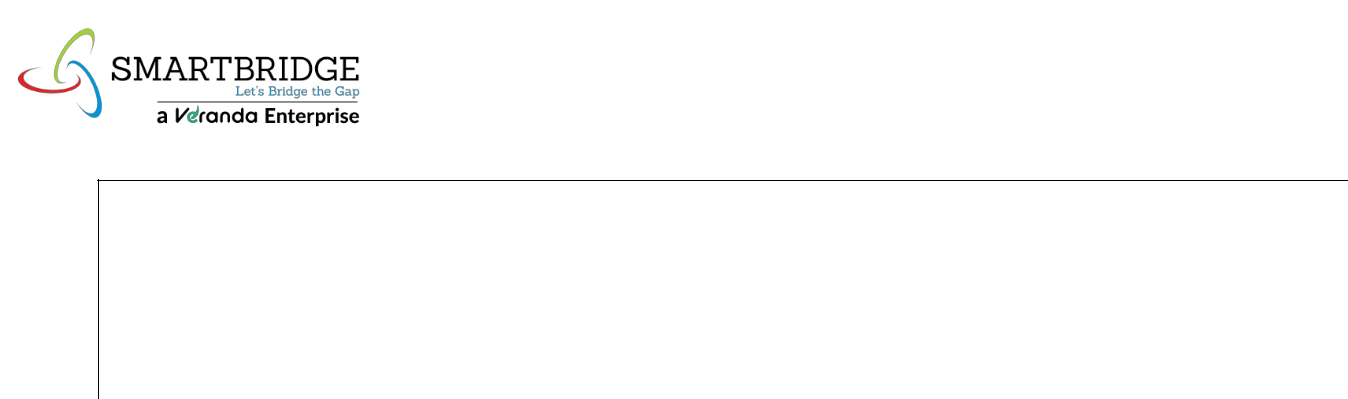 SMARTBRIDGE
Let's Bridge the Gap
a Veranda Enterprise